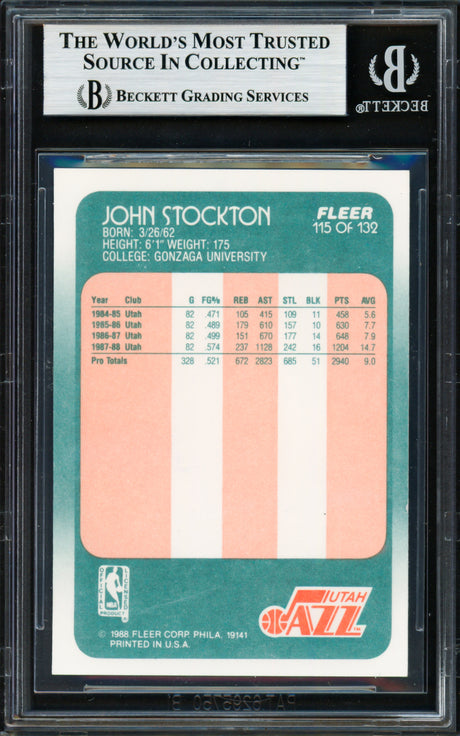 THE WORLD'S MOST TRUSTED
SOURCE IN COLLECTING™
B BECKETT GRADING SERVICES
B
BECKETT®
JOHN STOCKTON
BORN: 3/26/62
HEIGHT: 6'1" WEIGHT: 175
COLLEGE: GONZAGA UNIVERSITY
FLEER
115 OF 132
Year Club G FG% REB AST STL BLK PTS AVG
1984-85 Utah 82 .471 105 415 109 11 458 5.6
1985-86 Utah 82 .489 179 610 157 10 630 7.7
1986-87 Utah 82 .499 151 670 177 14 648 7.9
1987-88 Utah 82 .574 237 1128 242 16 1204 14.7
Pro Totals 328 .521 672 2823 685 51 2940 9.0
OFFICIAL LICENSED
NBA
PRODUCT
© 1988 FLEER CORP. PHILA. 19141
PRINTED IN U.S.A.
UTAH
JAZZ™